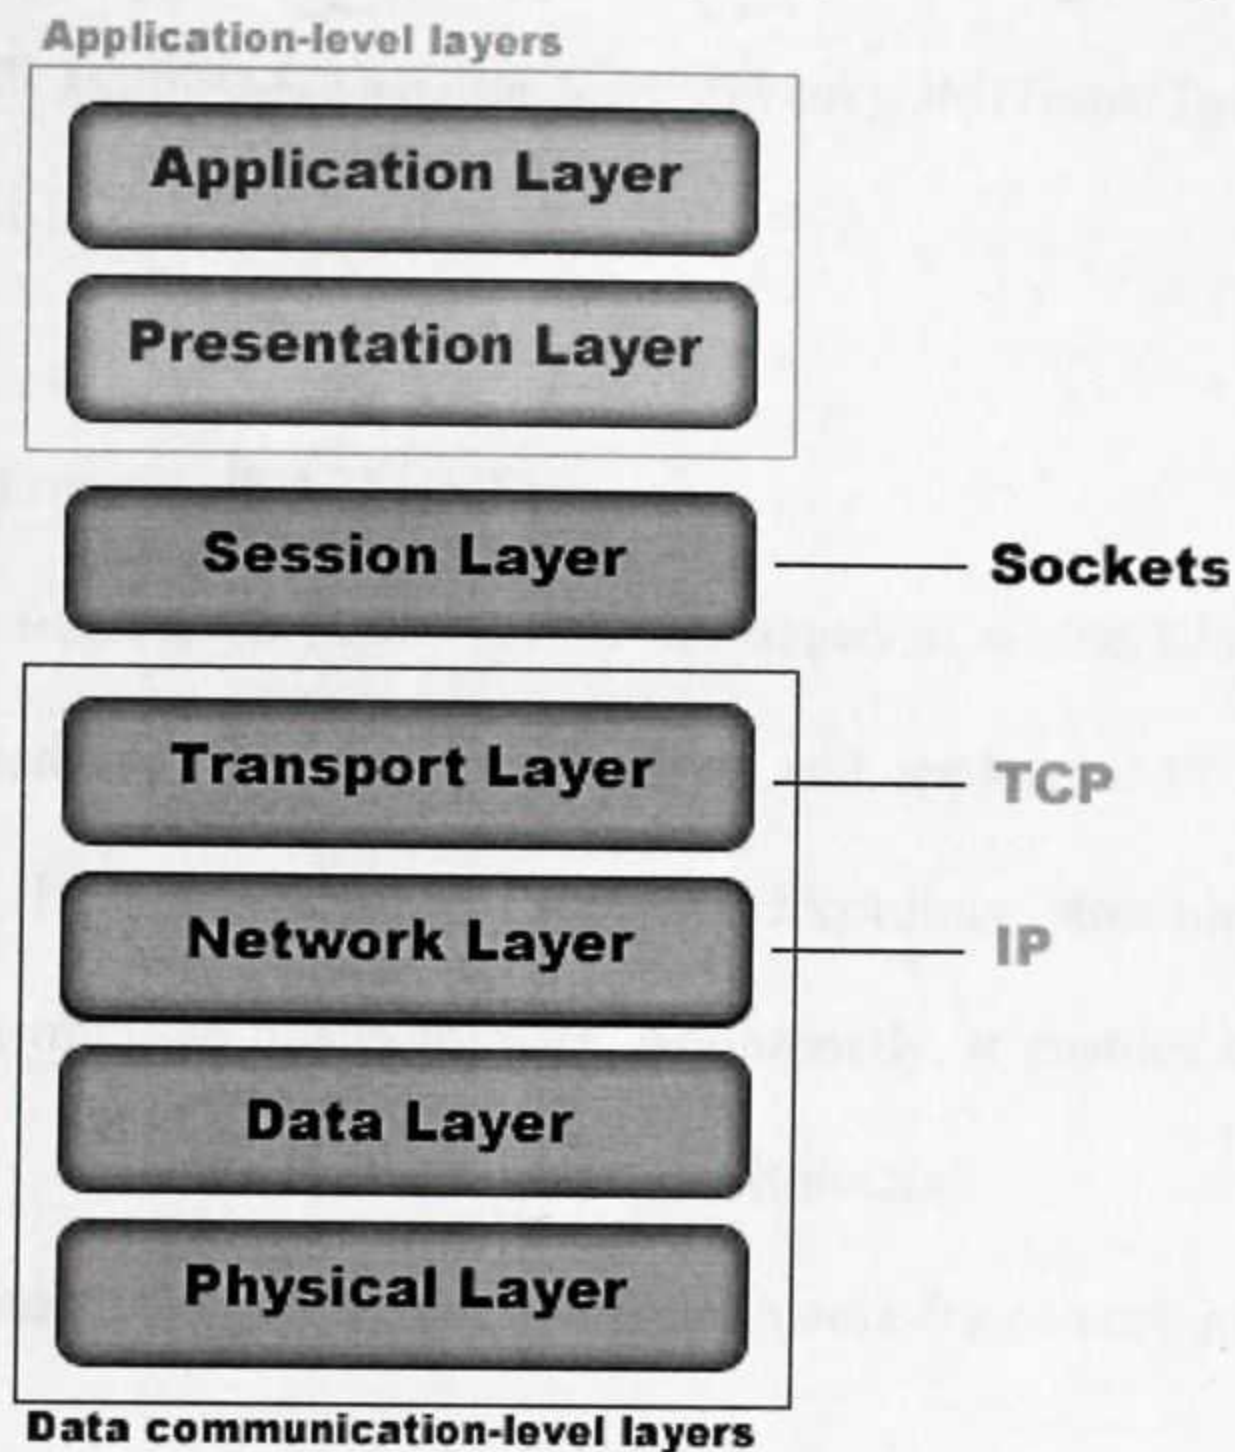 Application-level layers
Application Layer
Presentation Layer
Session Layer
Sockets
Transport Layer
TCP
Network Layer
IP
Data Layer
Physical Layer
Data communication-level layers